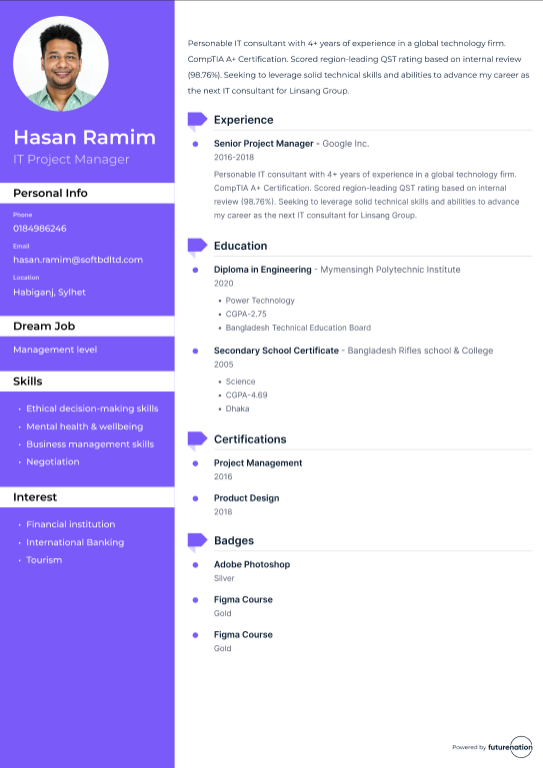 Hasan Ramim
IT Project Manager
Personal Info
Phone
0184986246
Email
hasan.ramim@softbdltd.com
Location
Habiganj, Sylhet
Dream Job
Management level
Skills
• Ethical decision-making skills
• Mental health & wellbeing
• Business management skills
• Negotiation
Interest
• Financial institution
• International Banking
• Tourism
Personable IT consultant with 4+ years of experience in a global technology firm.
CompTIA A+ Certification. Scored region-leading QST rating based on internal review
(98.76%). Seeking to leverage solid technical skills and abilities to advance my career as
the next IT consultant for Linsang Group.
Experience
Senior Project Manager - Google Inc.
2016-2018
Personable IT consultant with 4+ years of experience in a global technology firm.
CompTIA A+ Certification. Scored region-leading QST rating based on internal
review (98.76%). Seeking to leverage solid technical skills and abilities to advance
my career as the next IT consultant for Linsang Group.
Education
Diploma in Engineering - Mymensingh Polytechnic Institute
2020
• Power Technology
• CGPA-2.75
• Bangladesh Technical Education Board
Secondary School Certificate - Bangladesh Rifles school & College
2005
• Science
• CGPA-4.69
• Dhaka
Certifications
Project Management
2016
Product Design
2018
Badges
Adobe Photoshop
Silver
Figma Course
Gold
Figma Course
Gold
Powered by futurenation